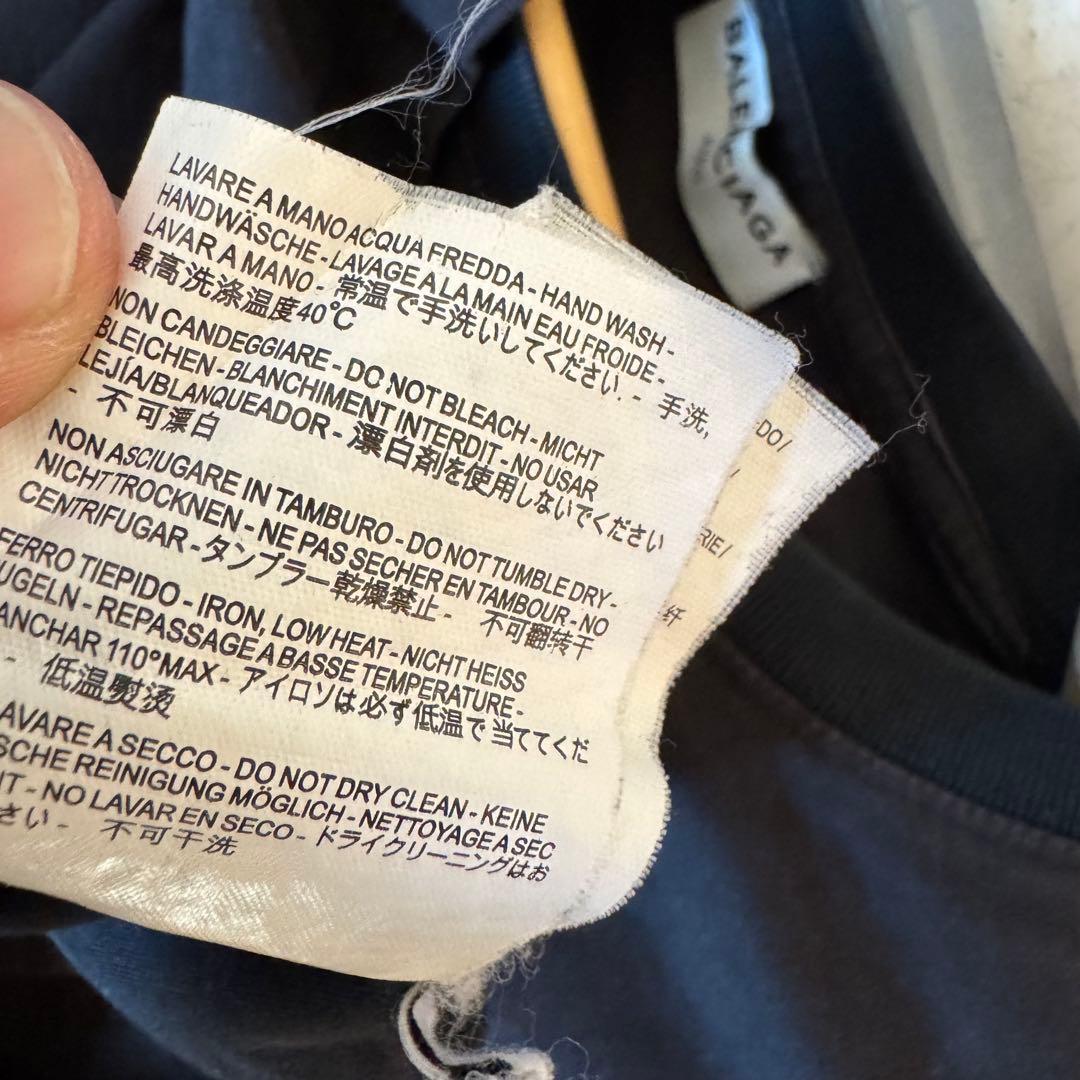 LAVARE A MANO ACQUA FREDDA - HAND WASH -
HANDWÄSCHE - LAVAGE A LA MAIN EAU FROIDE -
LAVAR A MANO - 常温で手洗いしてください. - 手洗,
最高洗涤温度40°C
NON CANDEGGIARE - DO NOT BLEACH - MICHT
BLEICHEN - BLANCHIMENT INTERDIT - NO USAR
LEJÍA/BLANQUEADOR - 漂白剤を使用しないでください
- 不可漂白
NON ASCIUGARE IN TAMBURO - DO NOT TUMBLE DRY -
NICHT TROCKNEN - NE PAS SECHER EN TAMBOUR - NO
CENTRIFUGAR - タンブラー乾燥禁止 - 不可翻转干
FERRO TIEPIDO - IRON, LOW HEAT - NICHT HEISS
UGELN - REPASSAGE A BASSE TEMPERATURE -
ANCHAR 110°MAX - アイロソは必ず低温で当ててくだ
- 低温熨烫
AVARE A SECCO - DO NOT DRY CLEAN - KEINE
SCHE REINIGUNG MÖGLICH - NETTOYAGE A SEC
IT - NO LAVAR EN SECO - ドライクリーニングはお
さい - 不可干洗
-DO/
/
RIE/
纤
BALENCIAGA